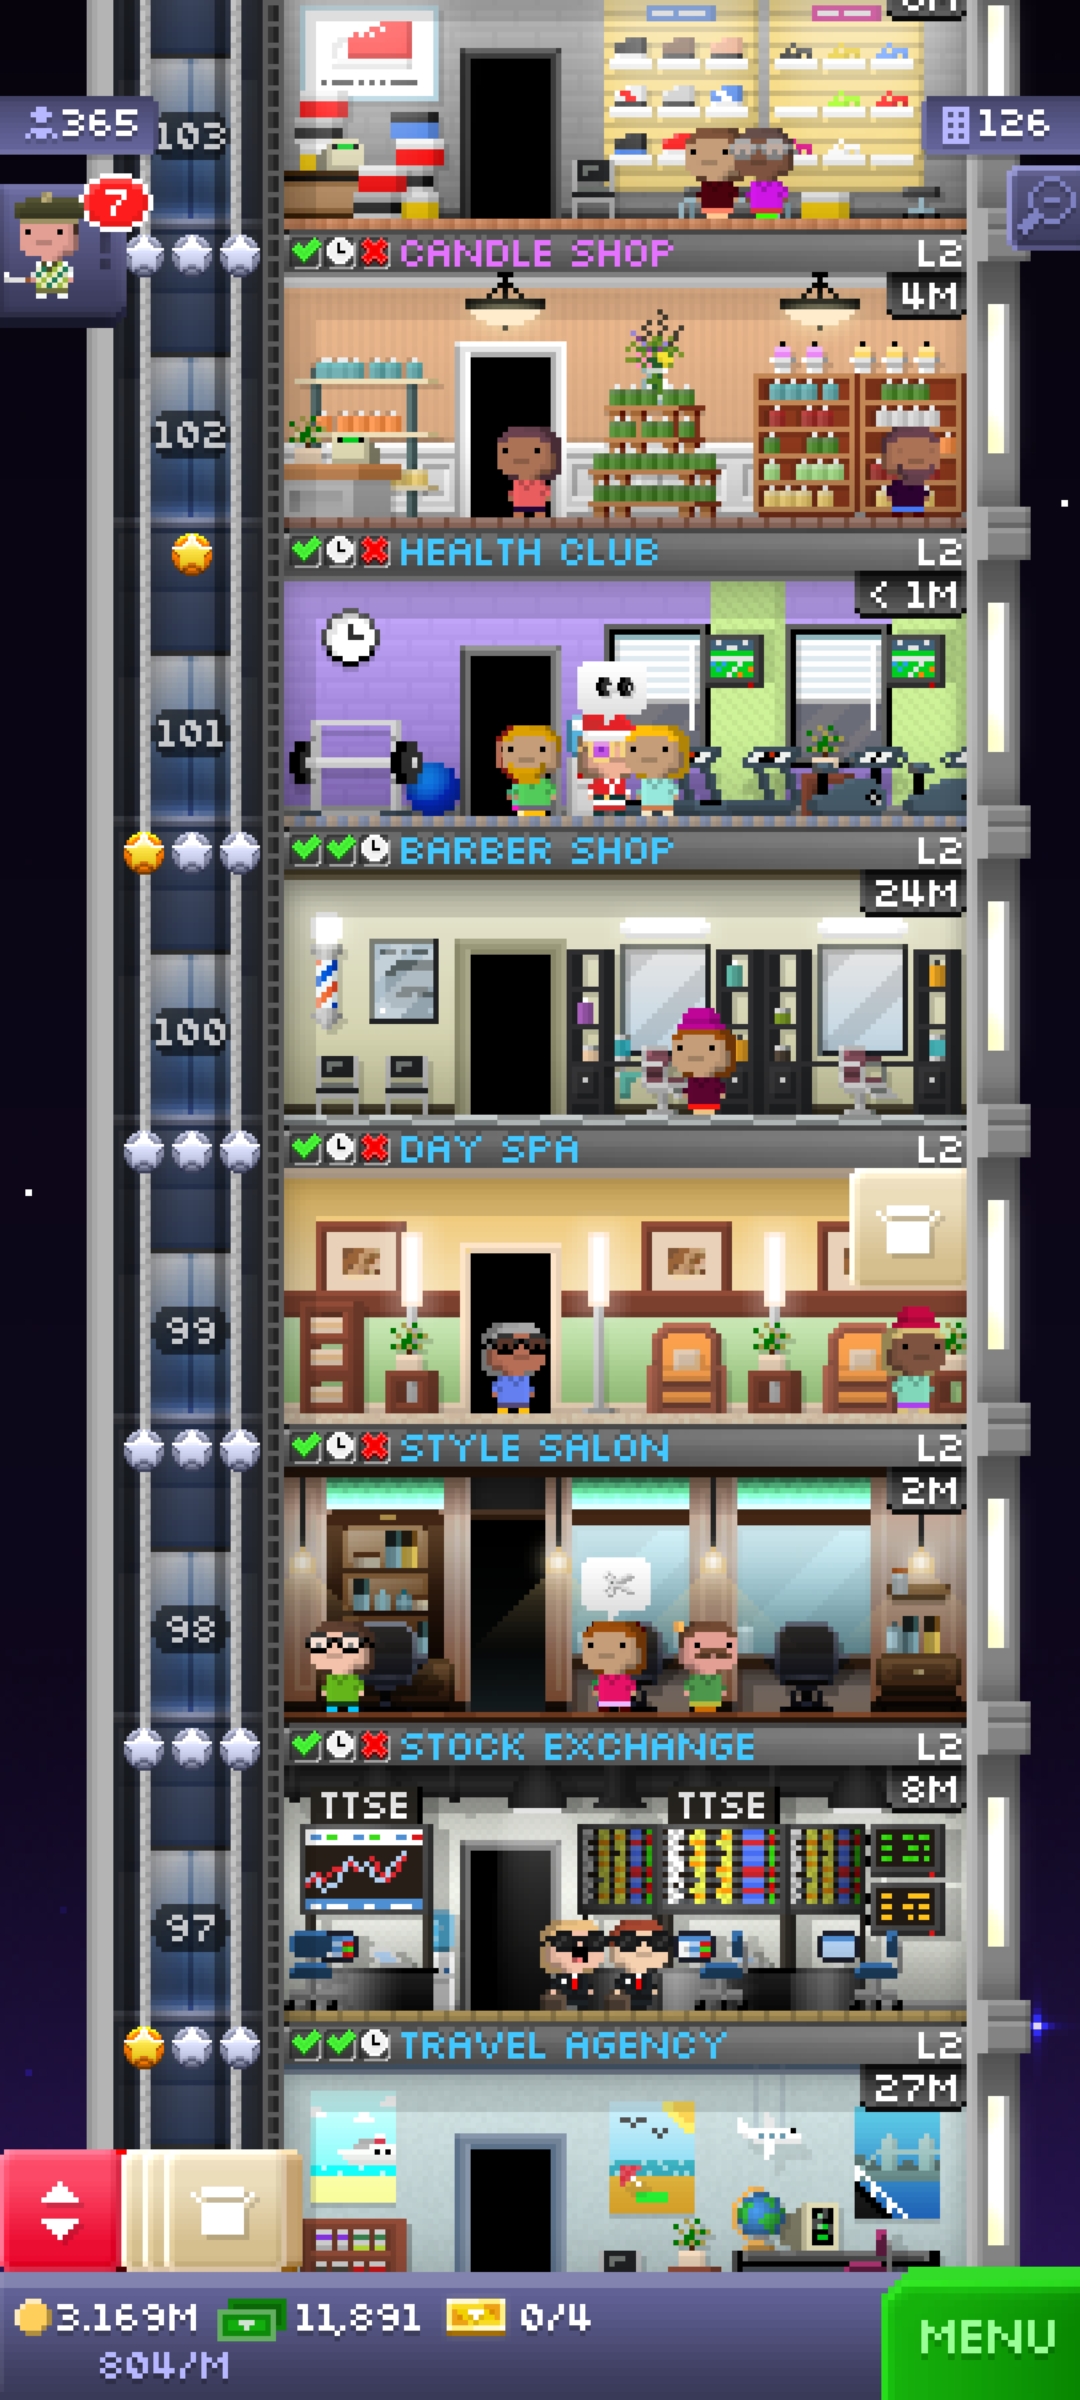 365
103
126
7
CANDLE SHOP
L2
4M
102
HEALTH CLUB
L2
< 1M
101
BARBER SHOP
L2
24M
100
DAY SPA
L2
99
STYLE SALON
L2
2M
98
STOCK EXCHANGE
L2
8M
TTSE
TTSE
97
TRAVEL AGENCY
L2
27M
3.169M
11,891
0/4
804/M
MENU